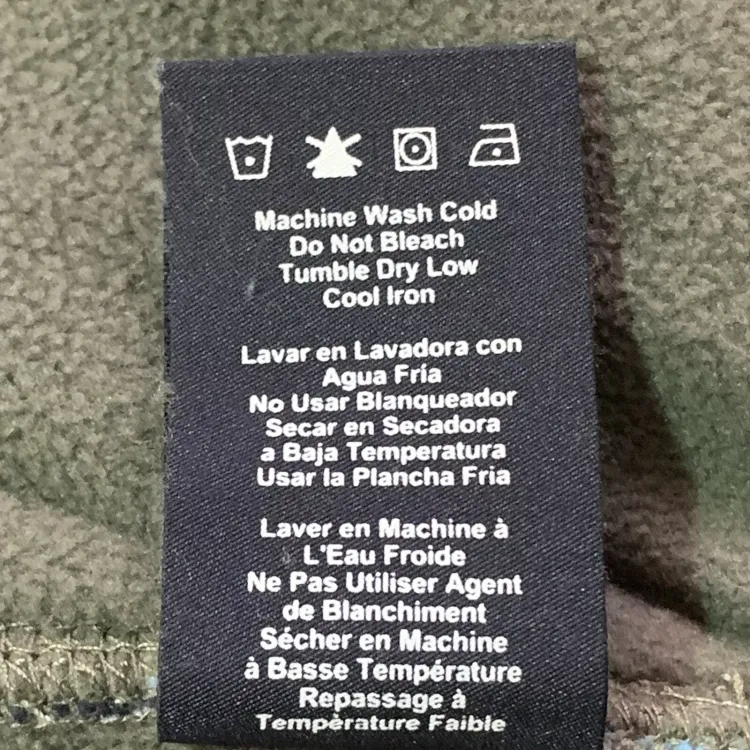 Machine Wash Cold
Do Not Bleach
Tumble Dry Low
Cool Iron
Lavar en Lavadora con
Agua Fría
No Usar Blanqueador
Secar en Secadora
a Baja Temperatura
Usar la Plancha Fria
Laver en Machine à
L'Eau Froide
Ne Pas Utiliser Agent
de Blanchiment
Sécher en Machine
à Basse Température
Repassage à
Température Faible